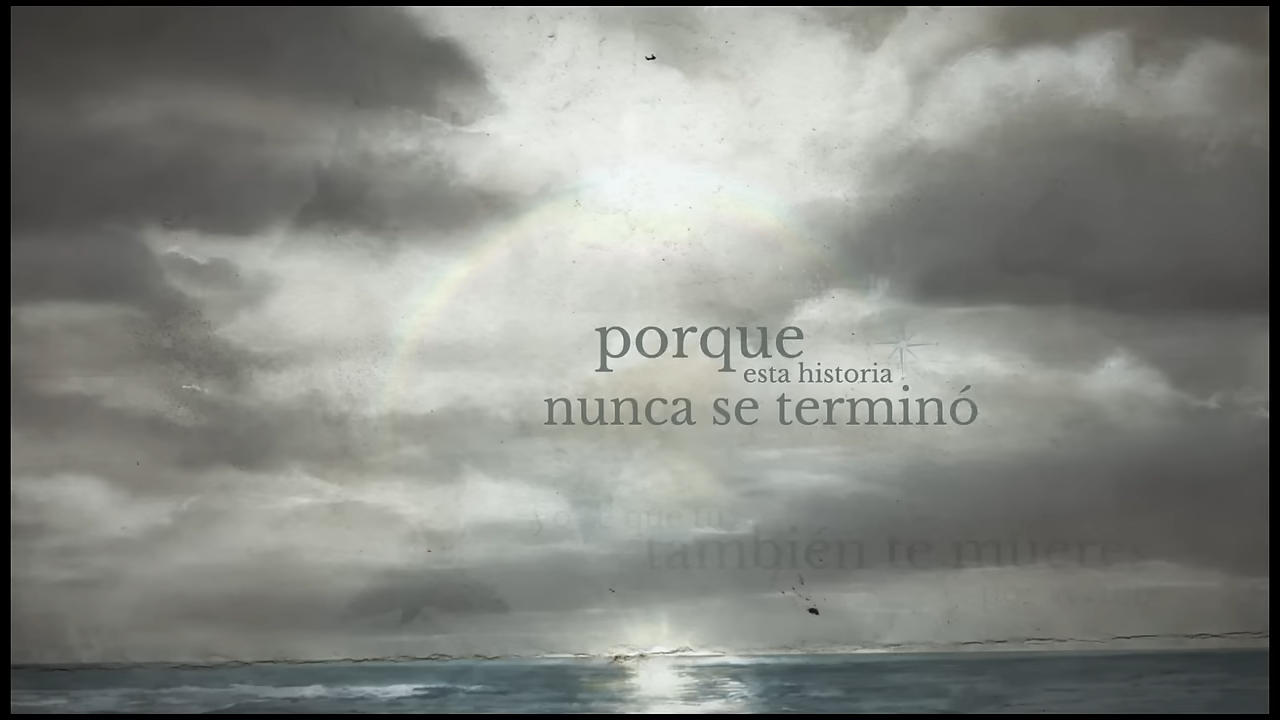 porque
esta historia
nunca se terminó
también te mueres